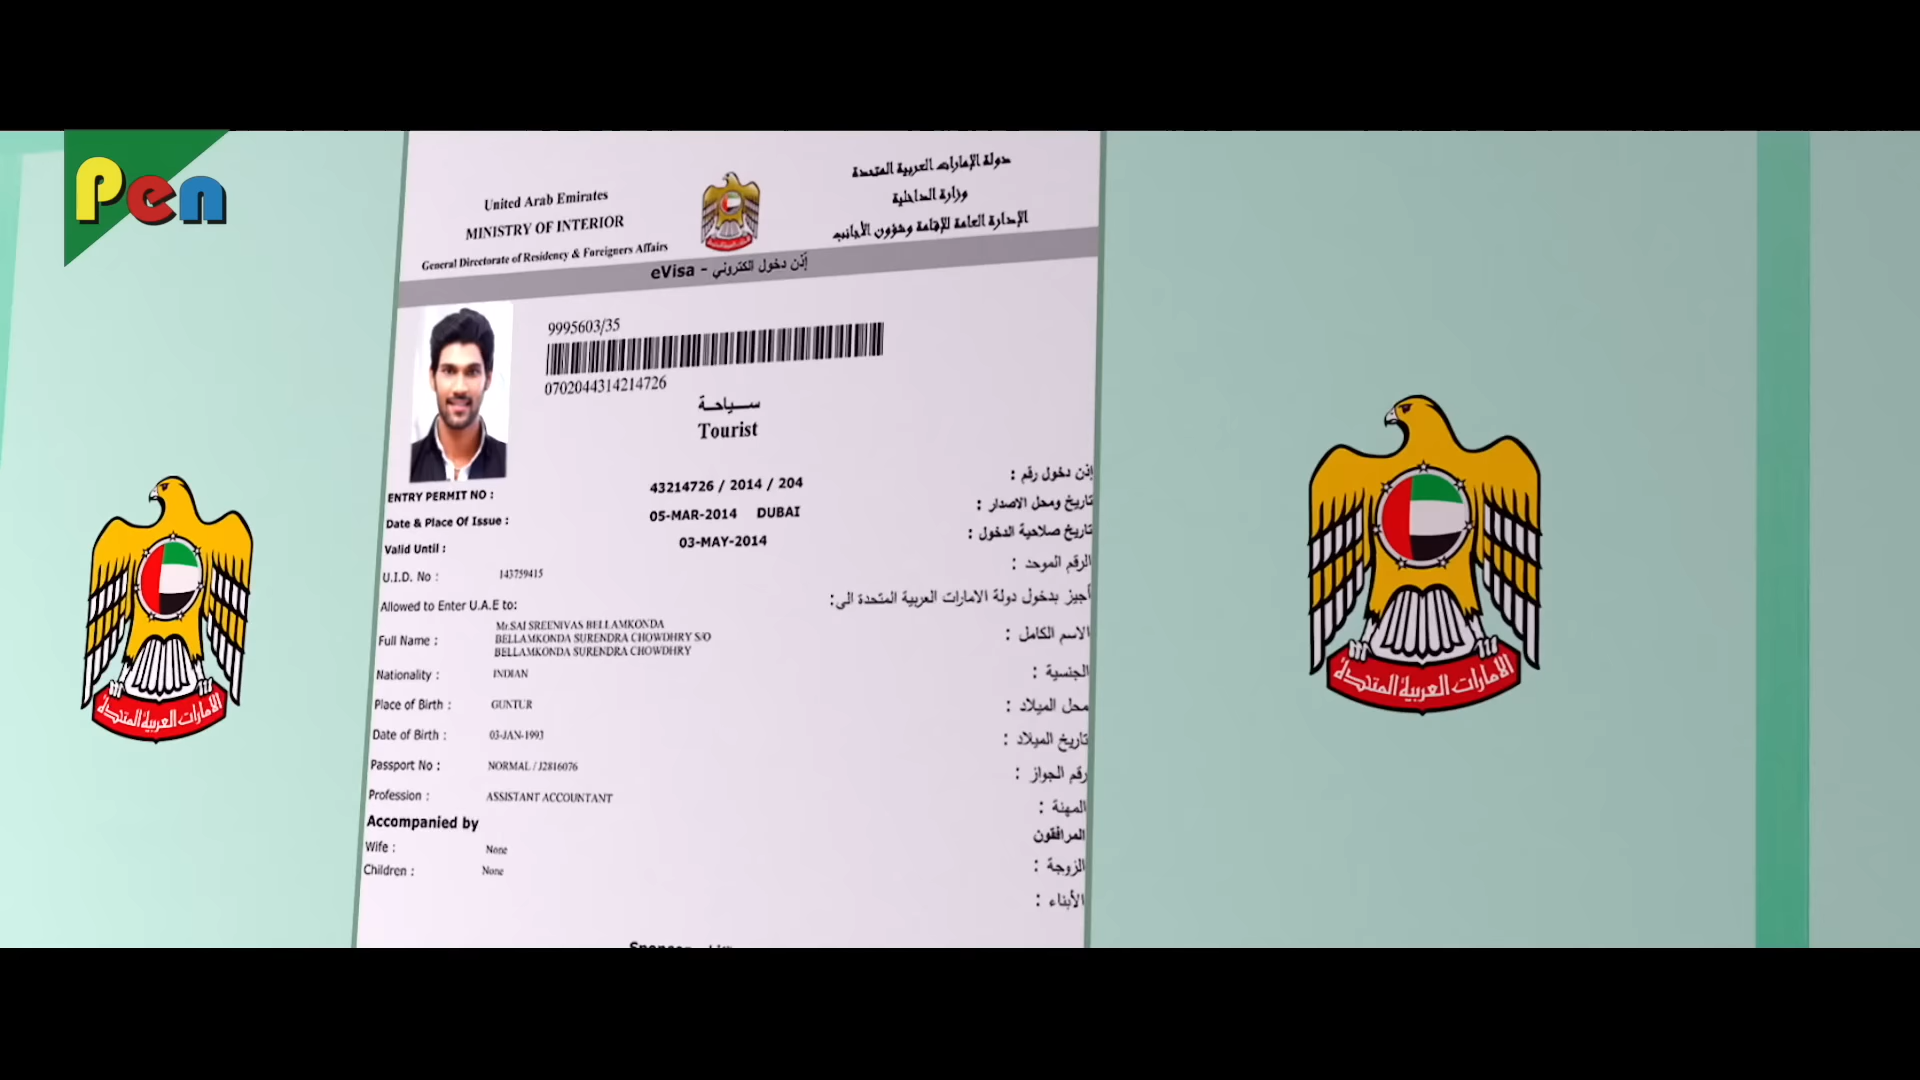 Pen
United Arab Emirates
MINISTRY OF INTERIOR
General Directorate of Residency & Foreigners Affairs
دولة الإمارات العربية المتحدة
وزارة الداخلية
الإدارة العامة للإقامة وشؤون الأجانب
eVisa - إذن دخول الكتروني
9995603/35
0702044314214726
سـيـاحـة
Tourist
ENTRY PERMIT NO : 43214726 / 2014 / 204 إذن دخول رقم :
Date & Place Of Issue : 05-MAR-2014 DUBAI تاريخ ومحل الاصدار :
Valid Until : 03-MAY-2014 تاريخ صلاحية الدخول :
U.I.D. No : 143759415 الرقم الموحد :
Allowed to Enter U.A.E to: أجيز بدخول دولة الامارات العربية المتحدة الى:
Mr.SAI SREENIVAS BELLAMKONDA
Full Name : BELLAMKONDA SURENDRA CHOWDHRY S/O الاسم الكامل :
BELLAMKONDA SURENDRA CHOWDHRY
Nationality : INDIAN الجنسية :
Place of Birth : GUNTUR محل الميلاد :
Date of Birth : 03-JAN-1993 تاريخ الميلاد :
Passport No : NORMAL / J2816076 رقم الجواز :
Profession : ASSISTANT ACCOUNTANT المهنة :
Accompanied by المرافقون
Wife : None الزوجة :
Children : None الأبناء :
الامارات العربية المتحدة
الامارات العربية المتحدة